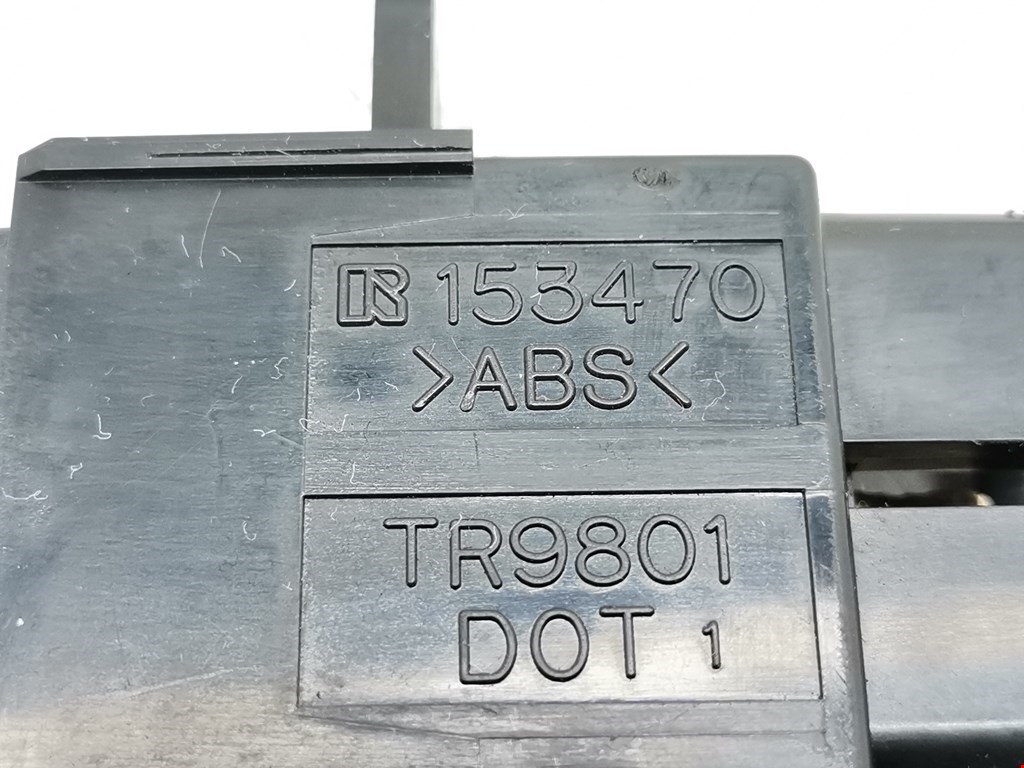 R 153470
>ABS<
TR9801
DOT 1